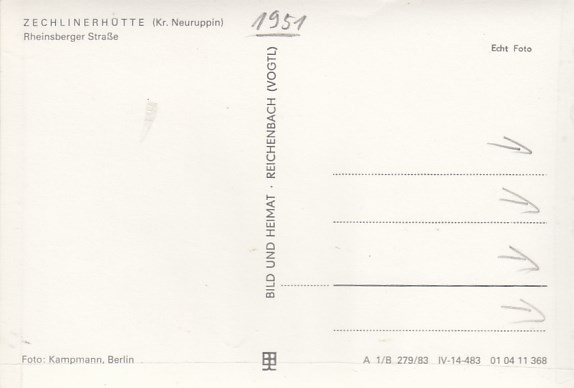 ZECHLINERHÜTTE (Kr. Neuruppin)
Rheinsberger Straße
1951
Echt Foto
BILD UND HEIMAT · REICHENBACH (VOGTL)
Foto: Kampmann, Berlin
A 1/B 279/83 IV-14-483 01 04 11 368